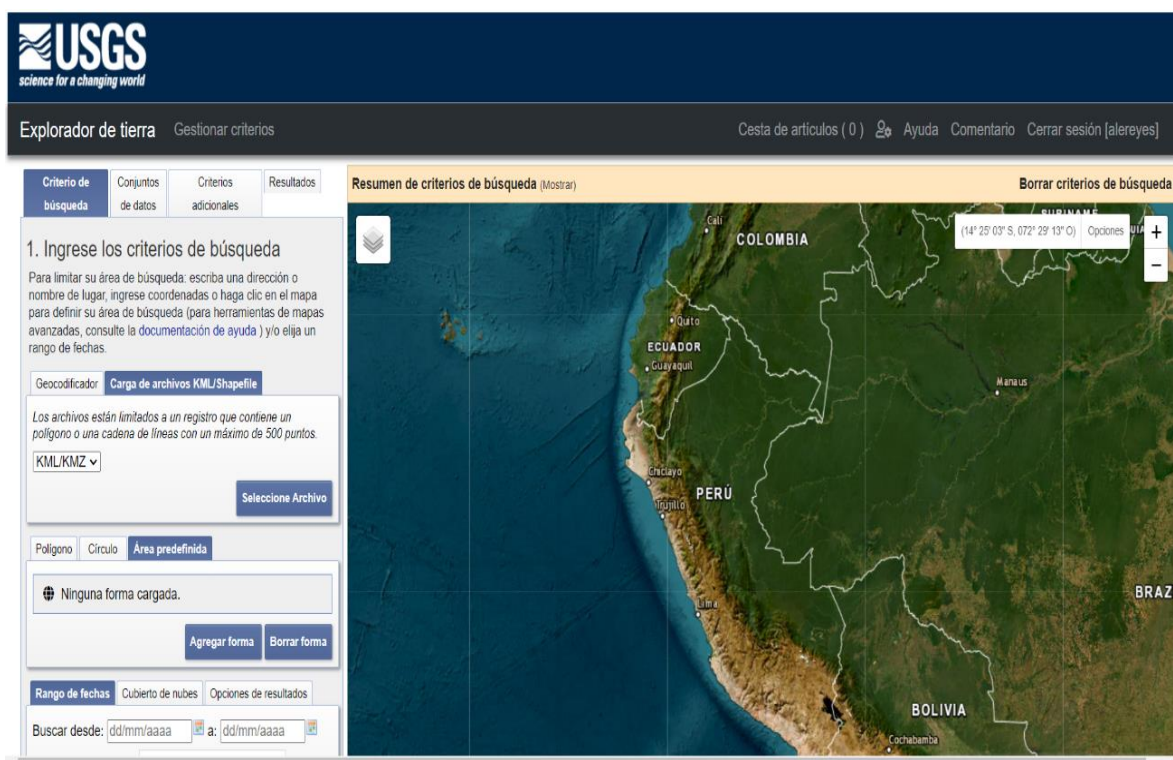 USGS
science for a changing world
Explorador de tierra Gestionar criterios Cesta de artículos ( 0 ) Ayuda Comentario Cerrar sesión [alereyes]
Criterio de búsqueda Conjuntos de datos Criterios adicionales Resultados
Resumen de criterios de búsqueda (Mostrar) Borrar criterios de búsqueda
1. Ingrese los criterios de búsqueda
Para limitar su área de búsqueda: escriba una dirección o
nombre de lugar, ingrese coordenadas o haga clic en el mapa
para definir su área de búsqueda (para herramientas de mapas
avanzadas, consulte la documentación de ayuda ) y/o elija un
rango de fechas.
Geocodificador Carga de archivos KML/Shapefile
Los archivos están limitados a un registro que contiene un
polígono o una cadena de líneas con un máximo de 500 puntos.
KML/KMZ
Seleccione Archivo
Polígono Círculo Área predefinida
Ninguna forma cargada.
Agregar forma Borrar forma
Rango de fechas Cubierto de nubes Opciones de resultados
Buscar desde: dd/mm/aaaa a: dd/mm/aaaa
(14° 25' 03" S, 072° 29' 13" O) Opciones
+
−
Cali
COLOMBIA
SURINAME
Quito
ECUADOR
Guayaquil
Manaus
Chiclayo
PERÚ
Trujillo
BRAZ
Lima
BOLIVIA
Cochabamba